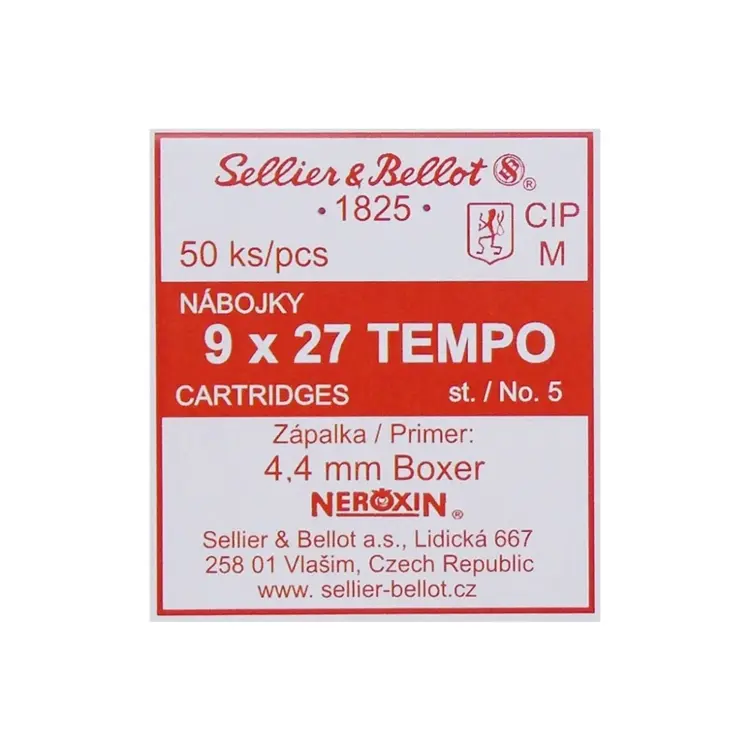 Sellier & Bellot ®
• 1825 •
CIP
M
50 ks/pcs
NÁBOJKY
9 x 27 TEMPO
CARTRIDGES st. / No. 5
Zápalka / Primer:
4,4 mm Boxer
NEROXIN ®
Sellier & Bellot a.s., Lidická 667
258 01 Vlašim, Czech Republic
www. sellier-bellot.cz